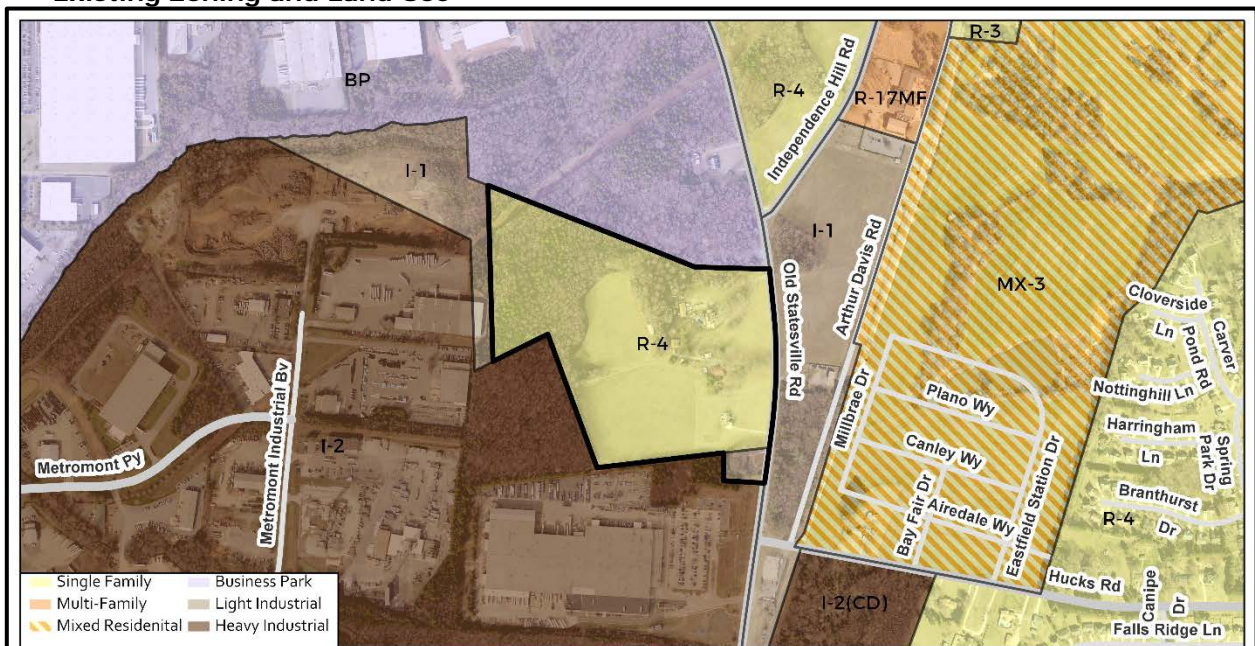 Existing Zoning and Land Use
BP
R-4
Independence Hill Rd
R-17MF
R-3
I-1
I-1
Arthur Davis Rd
MX-3
Old Statesville Rd
R-4
Cloverside
Ln
Pond Rd
Carver
Nottinghill Ln
Harringham
Ln
Spring
Park Dr
Branthurst
Dr
R-4
Millbrae Dr
Plano Wy
Canley Wy
Bay Fair Dr
Airedale Wy
Eastfield Station Dr
Metromont Py
Metromont Industrial Bv
I-2
I-2(CD)
Hucks Rd
Canipe
Dr
Falls Ridge Ln
Single Family
Multi-Family
Mixed Residenital
Business Park
Light Industrial
Heavy Industrial